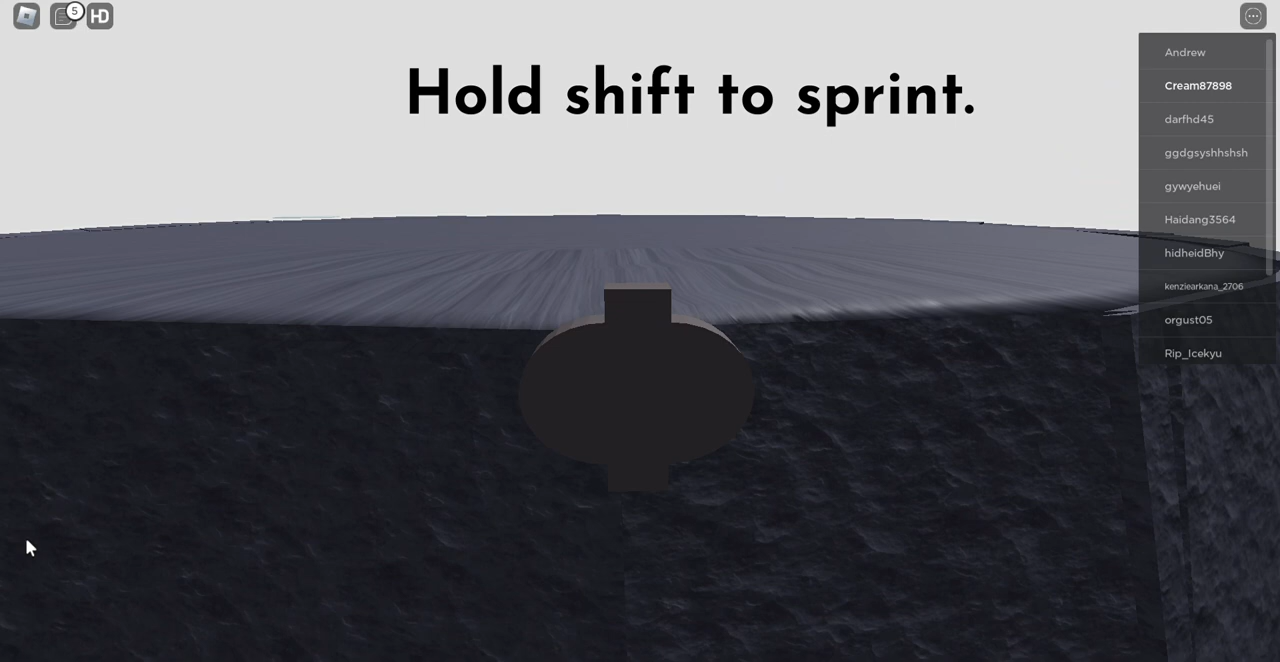 5
HD
Hold shift to sprint.
Andrew
Cream87898
darfhd45
ggdgsyshhshsh
gywyehuei
Haidang3564
hidheidBhy
kenziearkana_2706
orgust05
Rip_Icekyu